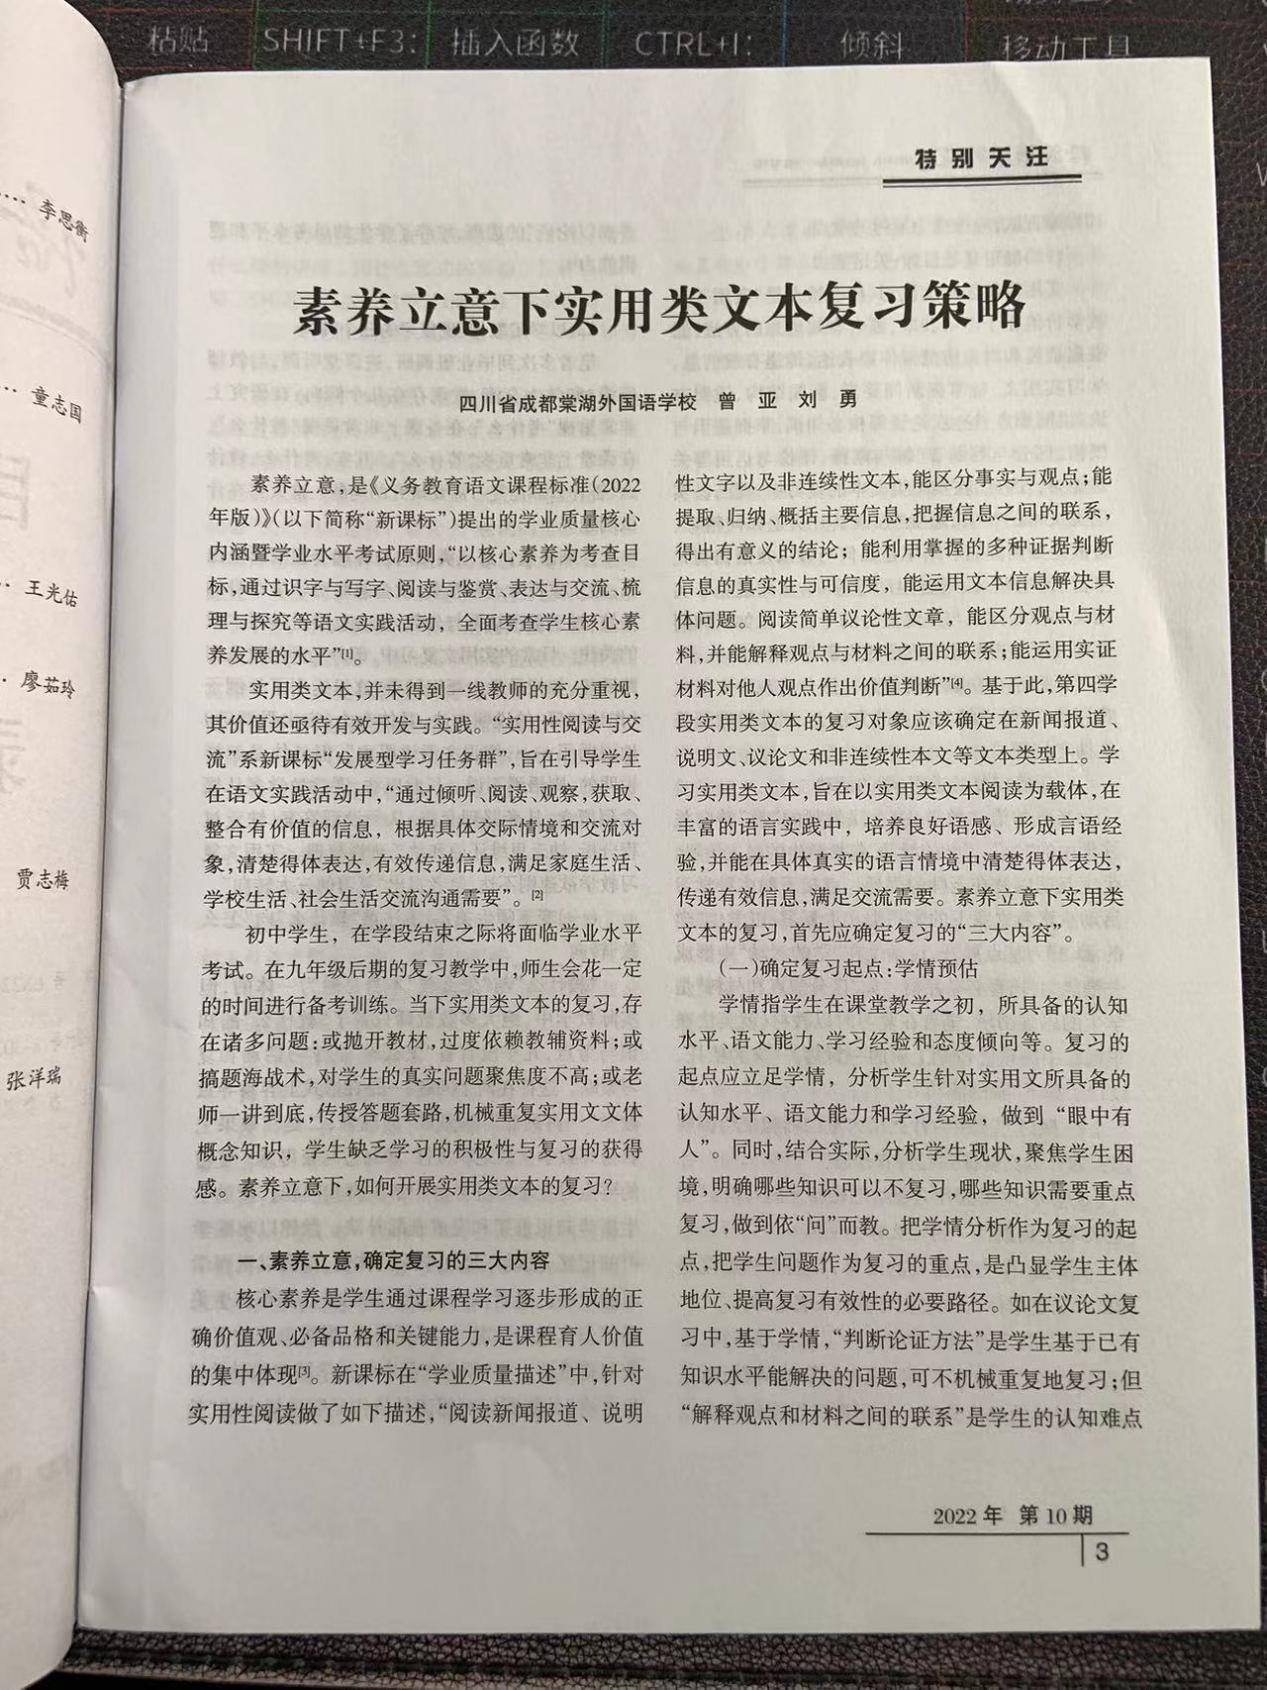 粘贴 SHIFT+F3: 插入函数 CTRL+I: 倾斜 移动工具
李思衡
童志国
王光佑
廖茹玲
贾志梅
张洋瑞
特别关注
素养立意下实用类文本复习策略
四川省成都棠湖外国语学校 曾 亚 刘 勇
素养立意,是《义务教育语文课程标准(2022
年版)》(以下简称“新课标”)提出的学业质量核心
内涵暨学业水平考试原则,“以核心素养为考查目
标,通过识字与写字、阅读与鉴赏、表达与交流、梳
理与探究等语文实践活动，全面考查学生核心素
养发展的水平”[1]。
实用类文本,并未得到一线教师的充分重视,
其价值还亟待有效开发与实践。“实用性阅读与交
流”系新课标“发展型学习任务群”,旨在引导学生
在语文实践活动中,“通过倾听、阅读、观察,获取、
整合有价值的信息，根据具体交际情境和交流对
象,清楚得体表达,有效传递信息,满足家庭生活、
学校生活、社会生活交流沟通需要”。[2]
初中学生，在学段结束之际将面临学业水平
考试。在九年级后期的复习教学中,师生会花一定
的时间进行备考训练。当下实用类文本的复习,存
在诸多问题:或抛开教材,过度依赖教辅资料;或
搞题海战术,对学生的真实问题聚焦度不高;或老
师一讲到底,传授答题套路,机械重复实用文文体
概念知识，学生缺乏学习的积极性与复习的获得
感。素养立意下,如何开展实用类文本的复习?
一、素养立意,确定复习的三大内容
核心素养是学生通过课程学习逐步形成的正
确价值观、必备品格和关键能力,是课程育人价值
的集中体现[3]。新课标在“学业质量描述”中,针对
实用性阅读做了如下描述,“阅读新闻报道、说明
性文字以及非连续性文本,能区分事实与观点;能
提取、归纳、概括主要信息,把握信息之间的联系,
得出有意义的结论；能利用掌握的多种证据判断
信息的真实性与可信度，能运用文本信息解决具
体问题。阅读简单议论性文章，能区分观点与材
料,并能解释观点与材料之间的联系;能运用实证
材料对他人观点作出价值判断”[4]。基于此,第四学
段实用类文本的复习对象应该确定在新闻报道、
说明文、议论文和非连续性本文等文本类型上。学
习实用类文本,旨在以实用类文本阅读为载体,在
丰富的语言实践中，培养良好语感、形成言语经
验,并能在具体真实的语言情境中清楚得体表达,
传递有效信息,满足交流需要。素养立意下实用类
文本的复习,首先应确定复习的“三大内容”。
(一)确定复习起点:学情预估
学情指学生在课堂教学之初，所具备的认知
水平、语文能力、学习经验和态度倾向等。复习的
起点应立足学情，分析学生针对实用文所具备的
认知水平、语文能力和学习经验，做到“眼中有
人”。同时,结合实际,分析学生现状,聚焦学生困
境,明确哪些知识可以不复习,哪些知识需要重点
复习,做到依“问”而教。把学情分析作为复习的起
点,把学生问题作为复习的重点,是凸显学生主体
地位、提高复习有效性的必要路径。如在议论文复
习中,基于学情,“判断论证方法”是学生基于已有
知识水平能解决的问题,可不机械重复地复习;但
“解释观点和材料之间的联系”是学生的认知难点
2022年 第10期
3